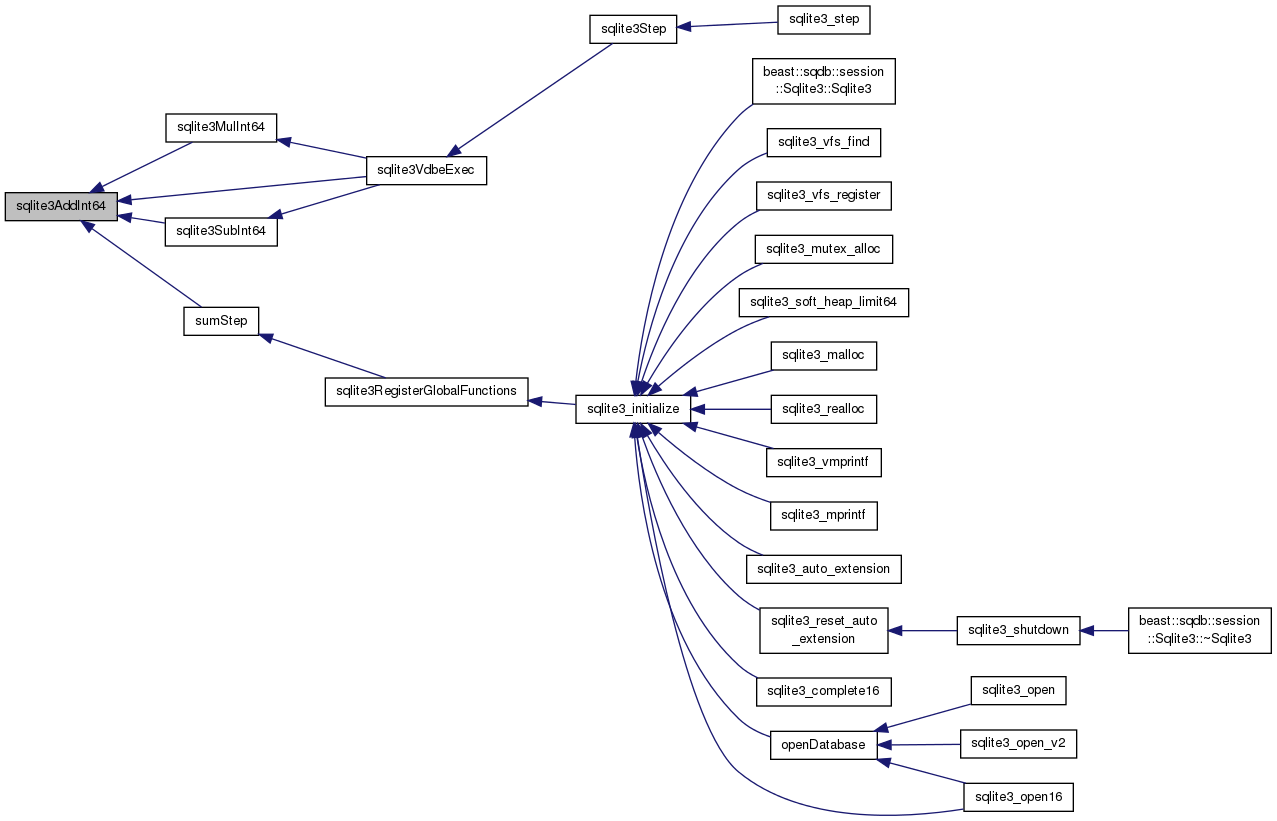 sqlite3AddInt64
sqlite3MulInt64
sqlite3SubInt64
sumStep
sqlite3VdbeExec
sqlite3RegisterGlobalFunctions
sqlite3Step
sqlite3_initialize
sqlite3_step
beast::sqdb::session
::Sqlite3::Sqlite3
sqlite3_vfs_find
sqlite3_vfs_register
sqlite3_mutex_alloc
sqlite3_soft_heap_limit64
sqlite3_malloc
sqlite3_realloc
sqlite3_vmprintf
sqlite3_mprintf
sqlite3_auto_extension
sqlite3_reset_auto
_extension
sqlite3_complete16
openDatabase
sqlite3_shutdown
sqlite3_open
sqlite3_open_v2
sqlite3_open16
beast::sqdb::session
::Sqlite3::~Sqlite3